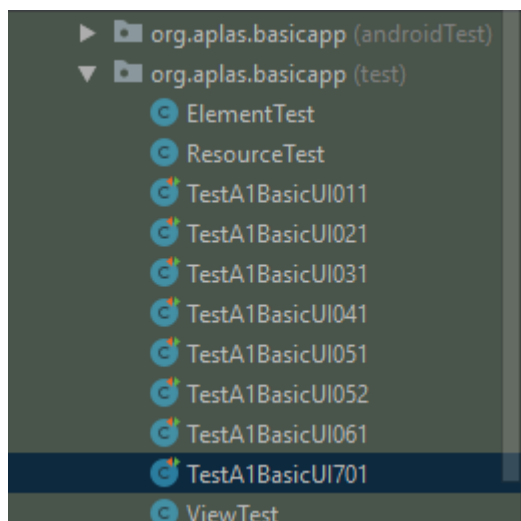 org.aplas.basicapp (androidTest)
org.aplas.basicapp (test)
ElementTest
ResourceTest
TestA1BasicUI011
TestA1BasicUI021
TestA1BasicUI031
TestA1BasicUI041
TestA1BasicUI051
TestA1BasicUI052
TestA1BasicUI061
TestA1BasicUI701
ViewTest